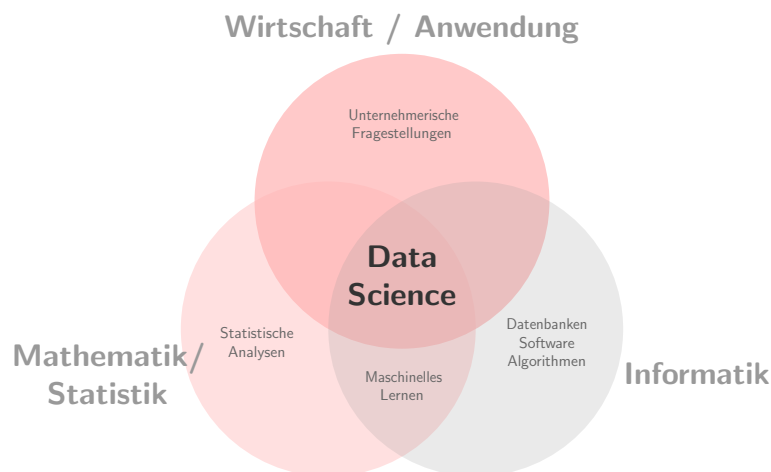 Wirtschaft / Anwendung
Unternehmerische
Fragestellungen
Data
Science
Statistische
Analysen
Datenbanken
Software
Algorithmen
Mathematik/
Statistik
Maschinelles
Lernen
Informatik